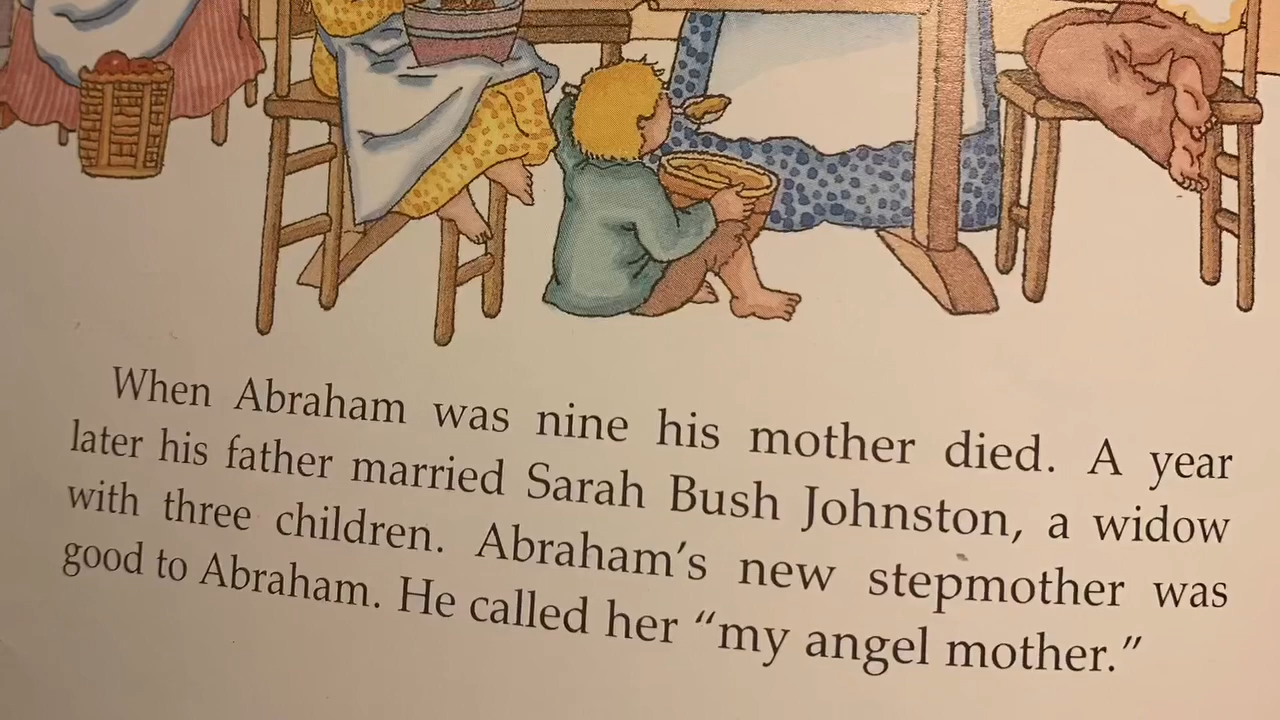 When Abraham was nine his mother died. A year
later his father married Sarah Bush Johnston, a widow
with three children. Abraham's new stepmother was
good to Abraham. He called her “my angel mother.”